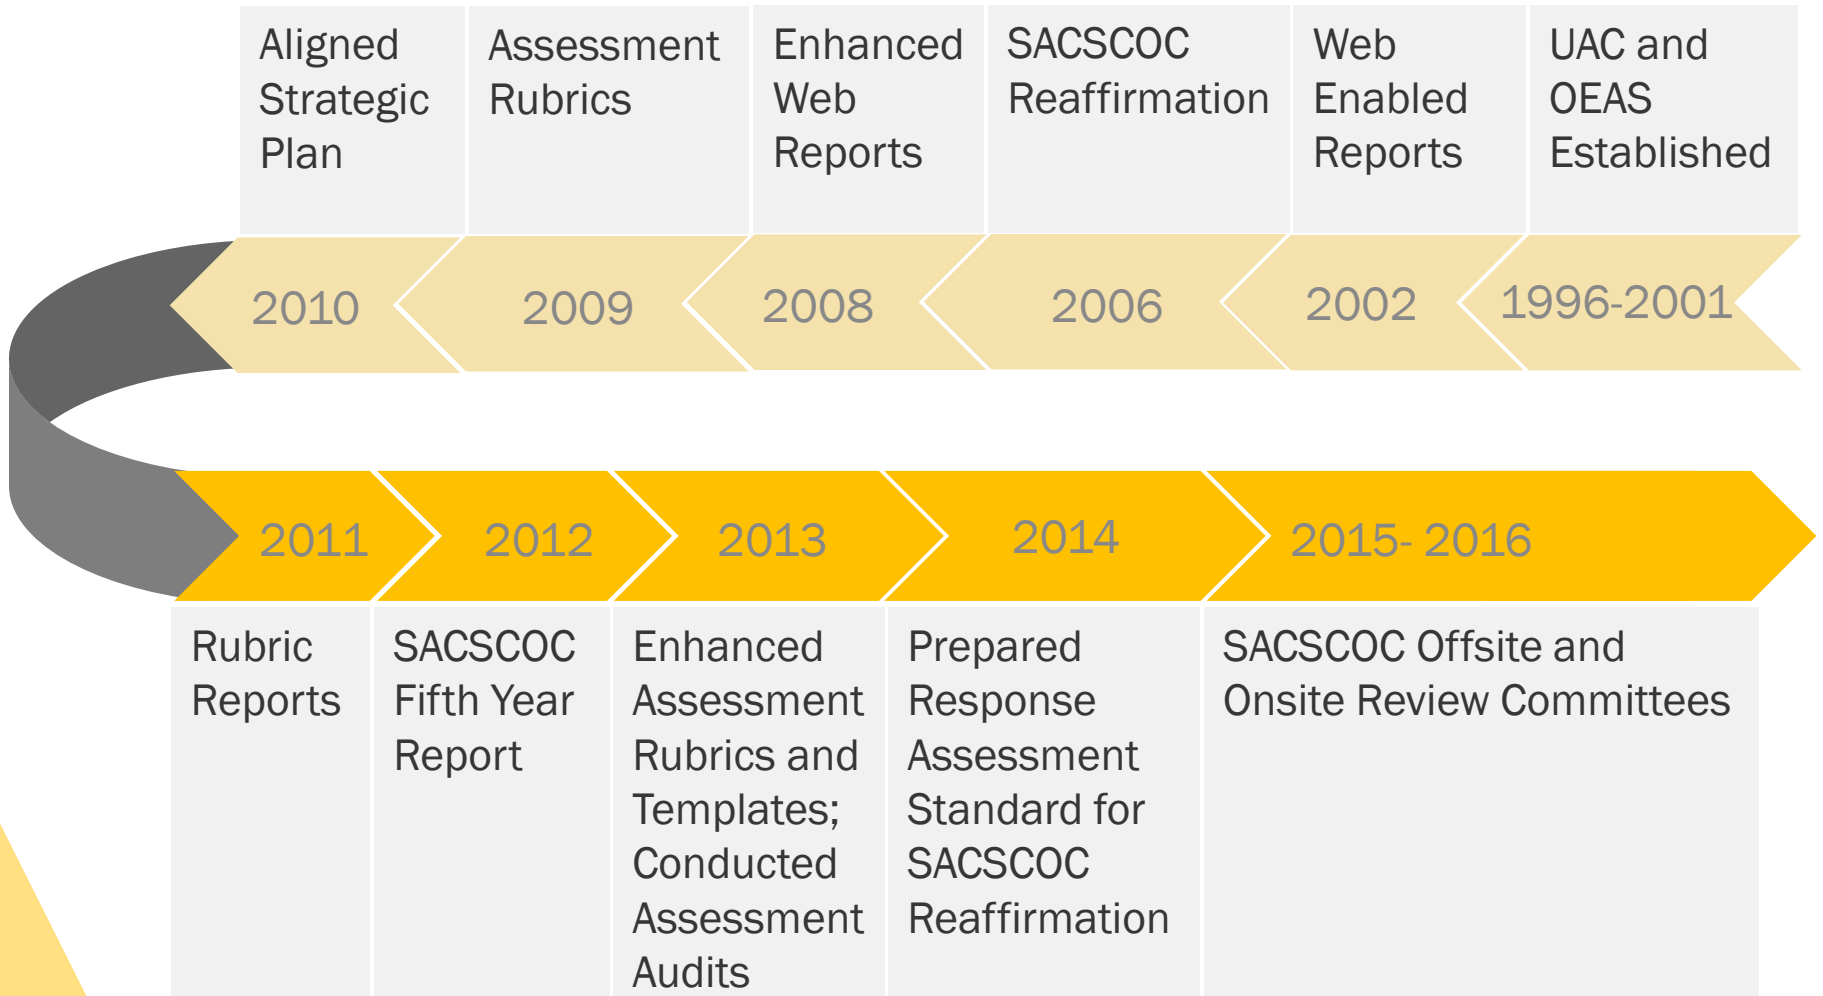 Aligned
Strategic
Plan
Assessment
Rubrics
Enhanced
Web
Reports
SACSCOC
Reaffirmation
Web
Enabled
Reports
UAC and
OEAS
Established
2010
2009
2008
2006
2002
1996-2001
2011
2012
2013
2014
2015- 2016
Rubric
Reports
SACSCOC
Fifth Year
Report
Enhanced
Assessment
Rubrics and
Templates;
Conducted
Assessment
Audits
Prepared
Response
Assessment
Standard for
SACSCOC
Reaffirmation
SACSCOC Offsite and
Onsite Review Committees